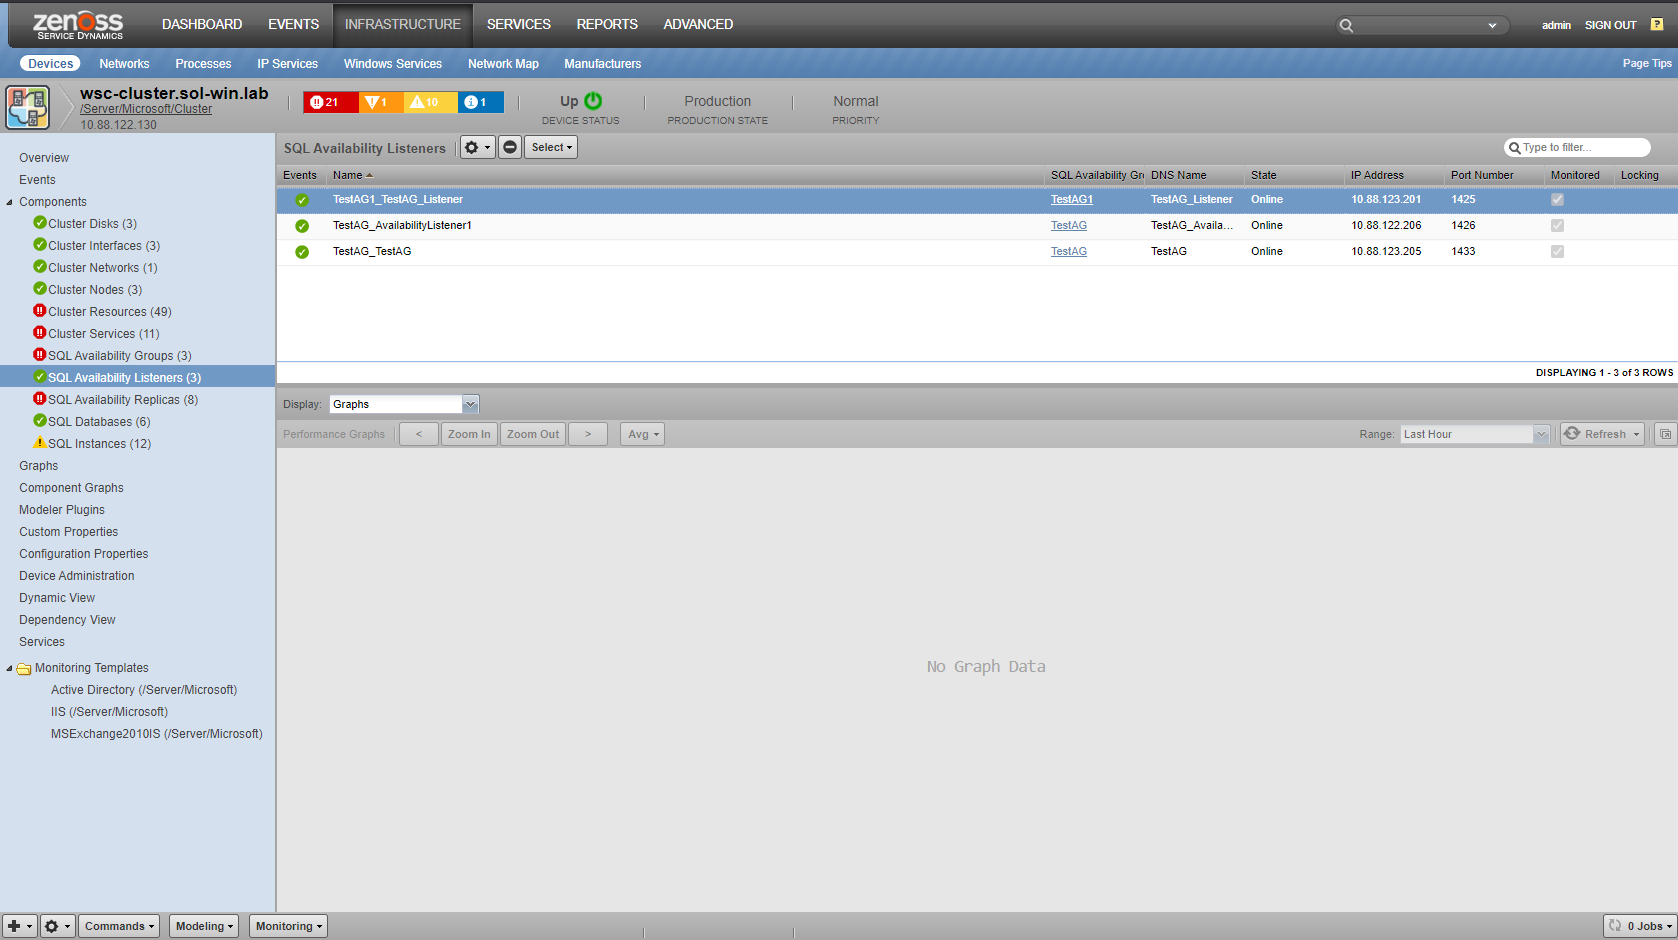 zenoss
SERVICE DYNAMICS
DASHBOARD EVENTS INFRASTRUCTURE SERVICES REPORTS ADVANCED
admin SIGN OUT ?
Devices Networks Processes IP Services Windows Services Network Map Manufacturers
Page Tips
wsc-cluster.sol-win.lab
/Server/Microsoft/Cluster
10.88.122.130
21 1 10 1
Up
DEVICE STATUS
Production
PRODUCTION STATE
Normal
PRIORITY
Overview
Events
Components
Cluster Disks (3)
Cluster Interfaces (3)
Cluster Networks (1)
Cluster Nodes (3)
Cluster Resources (49)
Cluster Services (11)
SQL Availability Groups (3)
SQL Availability Listeners (3)
SQL Availability Replicas (8)
SQL Databases (6)
SQL Instances (12)
Graphs
Component Graphs
Modeler Plugins
Custom Properties
Configuration Properties
Device Administration
Dynamic View
Dependency View
Services
Monitoring Templates
Active Directory (/Server/Microsoft)
IIS (/Server/Microsoft)
MSExchange2010IS (/Server/Microsoft)
SQL Availability Listeners Select Type to filter...
Events Name SQL Availability Gr DNS Name State IP Address Port Number Monitored Locking
TestAG1_TestAG_Listener TestAG1 TestAG_Listener Online 10.88.123.201 1425
TestAG_AvailabilityListener1 TestAG TestAG_Availa... Online 10.88.122.206 1426
TestAG_TestAG TestAG TestAG Online 10.88.123.205 1433
DISPLAYING 1 - 3 of 3 ROWS
Display: Graphs
Performance Graphs < Zoom In Zoom Out > Avg Range: Last Hour Refresh
No Graph Data
Commands Modeling Monitoring 0 Jobs